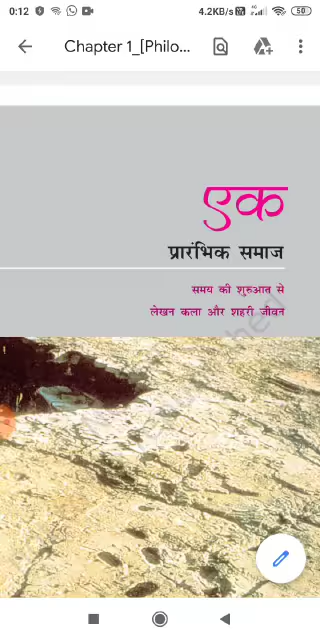 0:12
4.2KB/s
50
Chapter 1_[Philo...
एक
प्रारंभिक समाज
समय की शुरुआत से
लेखन कला और शहरी जीवन